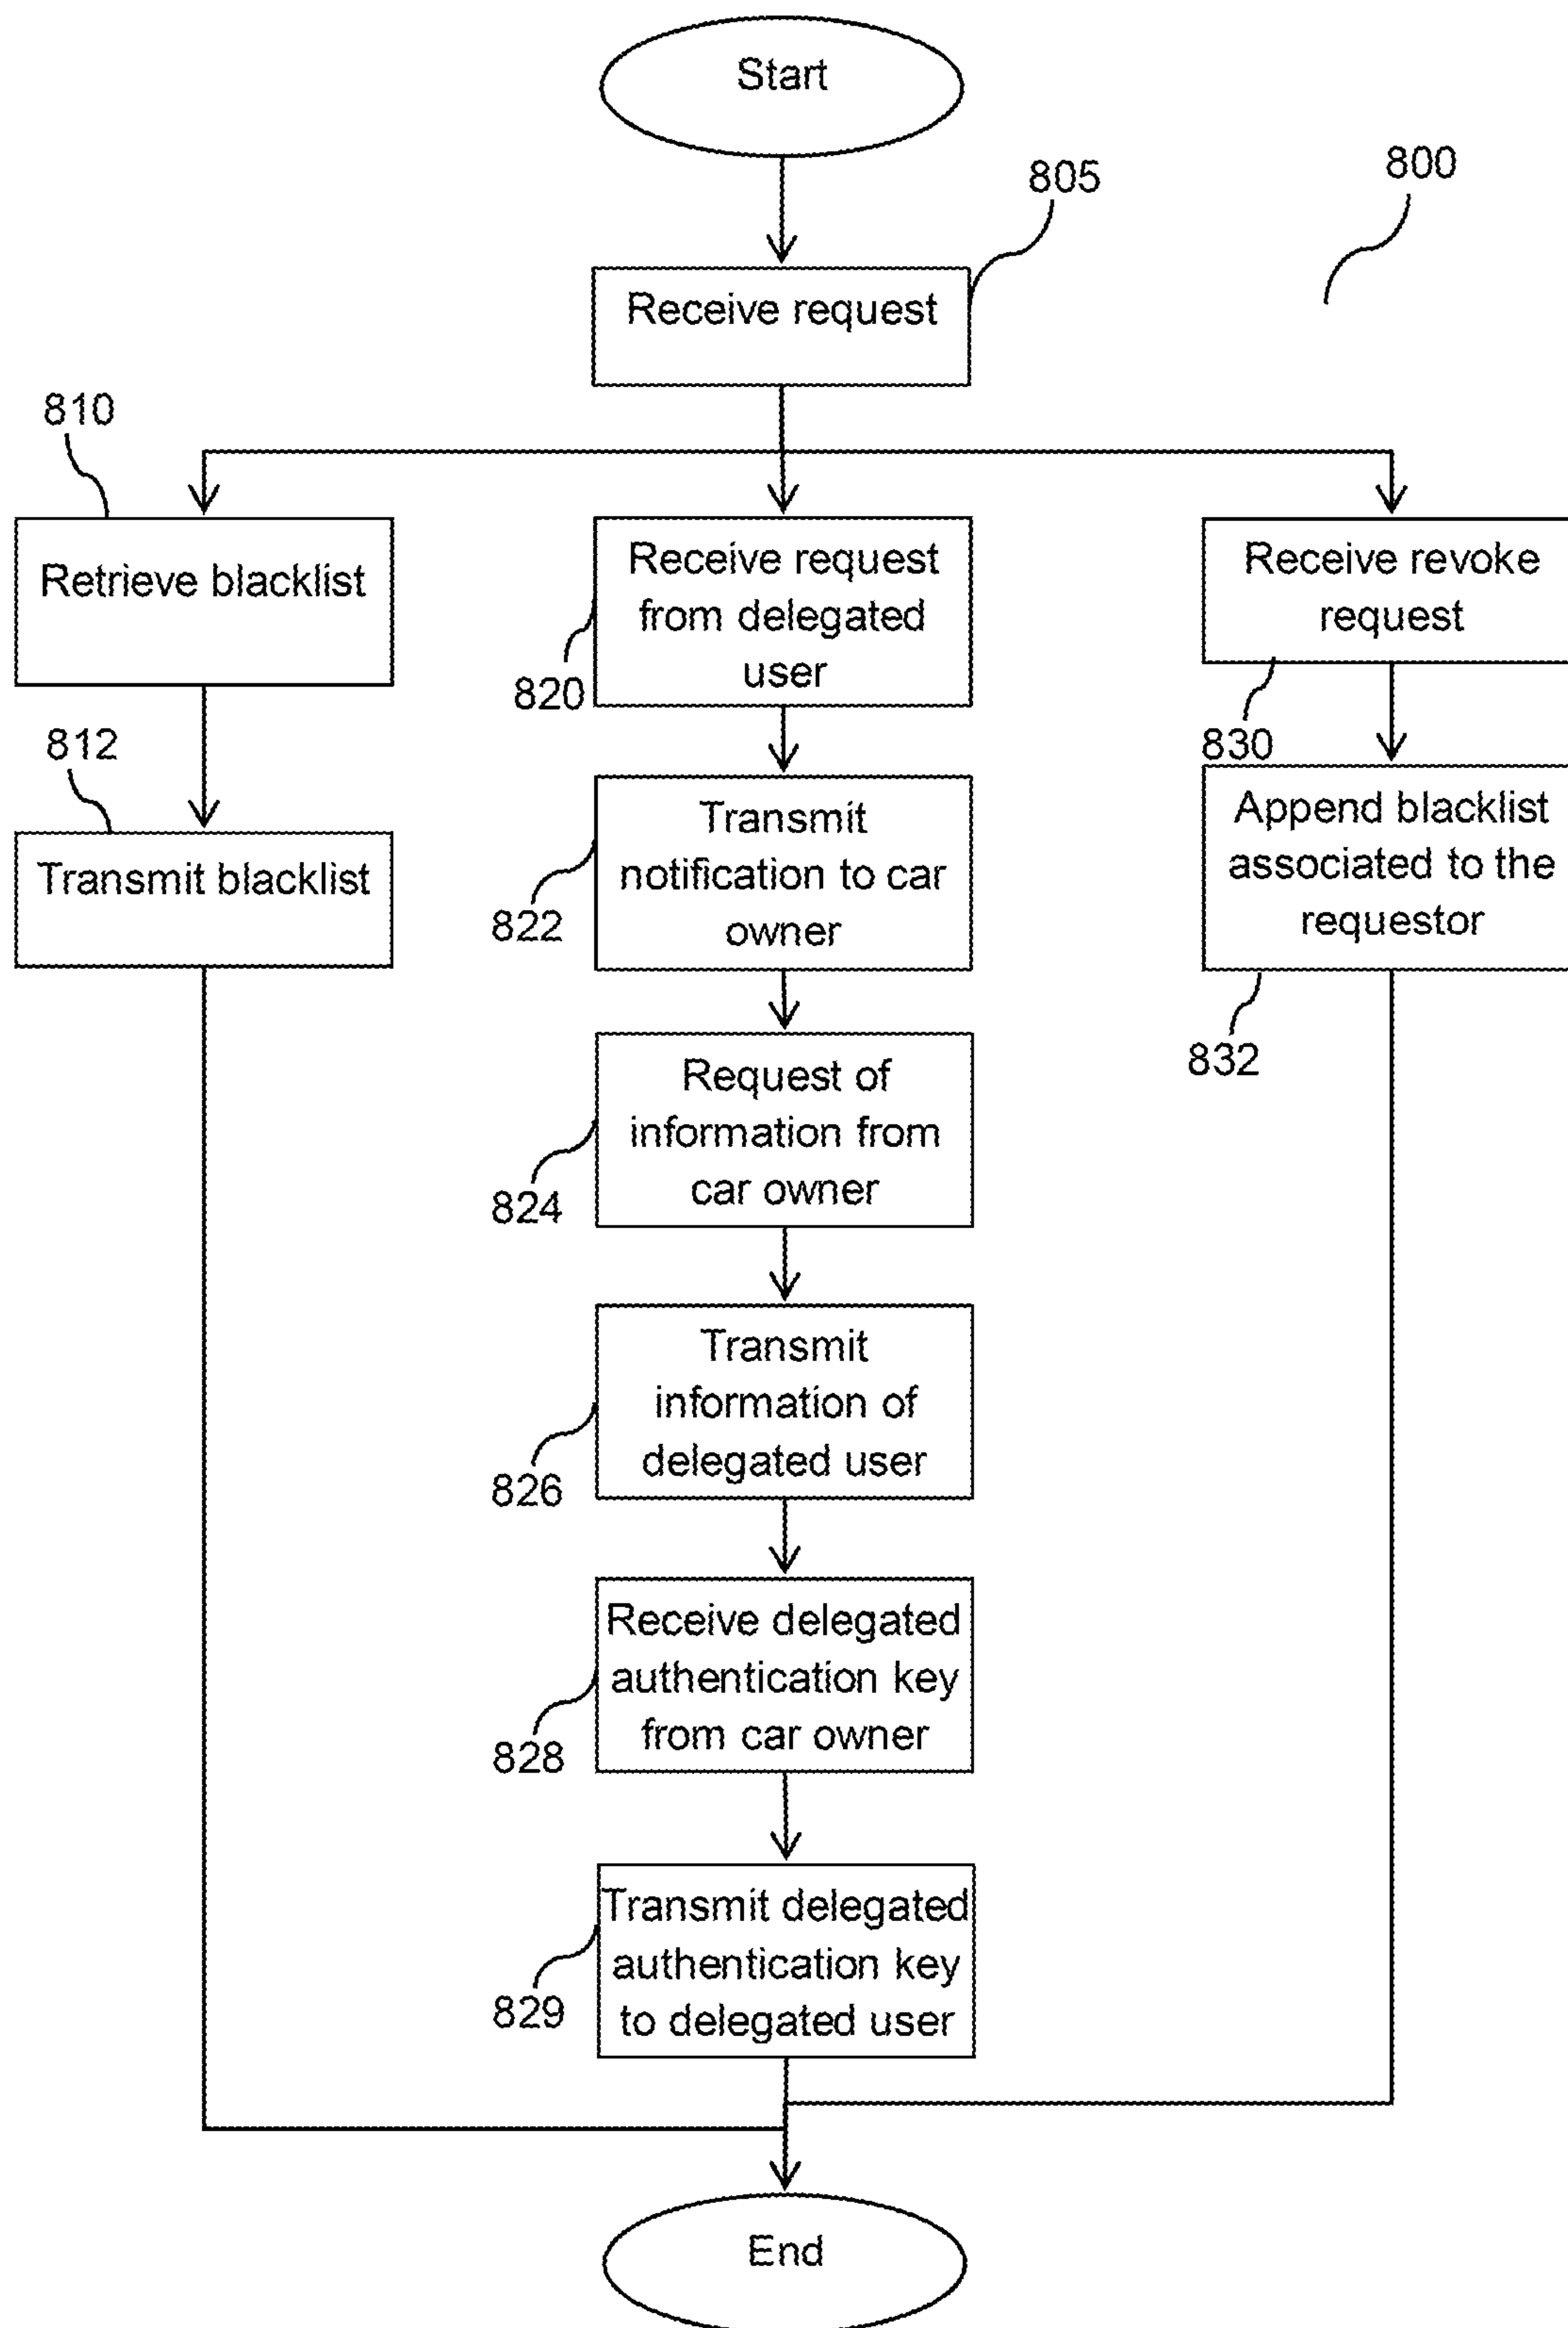 Start
805
800
Receive request
810
Retrieve blacklist
812
Transmit blacklist
Receive request
from delegated
user
820
Transmit
notification to car
owner
822
Request of
information from
car owner
824
Transmit
information of
delegated user
826
Receive delegated
authentication key
from car owner
828
Transmit delegated
authentication key
to delegated user
829
Receive revoke
request
830
Append blacklist
associated to the
requestor
832
End